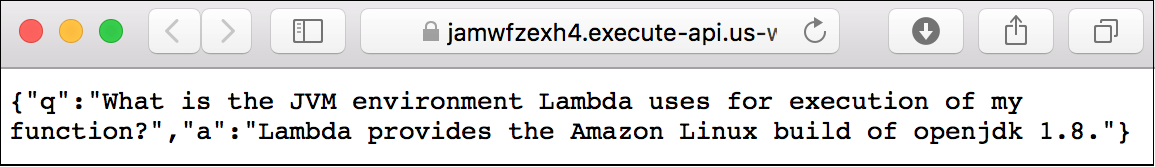 jamwfzexh4.execute-api.us-w
{"q":"What is the JVM environment Lambda uses for execution of my
function?","a":"Lambda provides the Amazon Linux build of openjdk 1.8."}